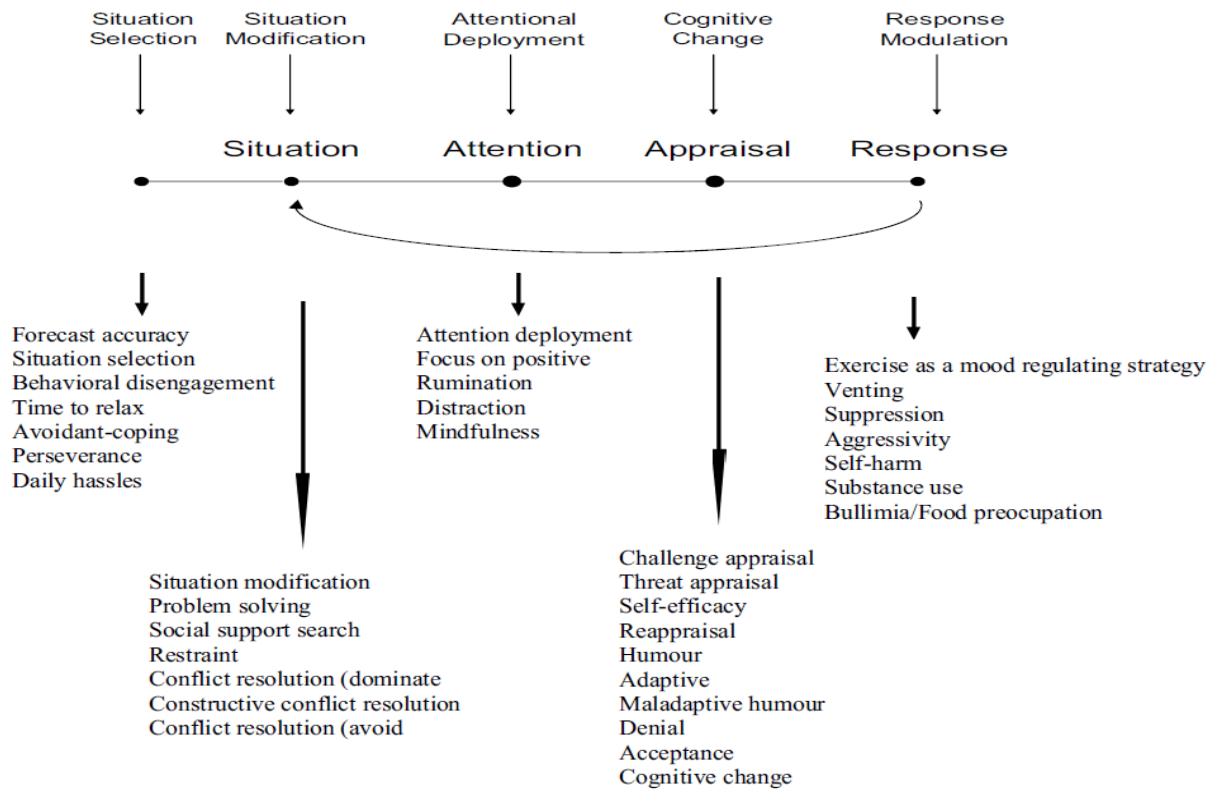 Situation
Selection
Situation
Modification
Attentional
Deployment
Cognitive
Change
Response
Modulation
Situation
Attention
Appraisal
Response
Forecast accuracy
Situation selection
Behavioral disengagement
Time to relax
Avoidant-coping
Perseverance
Daily hassles
Attention deployment
Focus on positive
Rumination
Distraction
Mindfulness
Exercise as a mood regulating strategy
Venting
Suppression
Aggressivity
Self-harm
Substance use
Bullimia/Food preocupation
Situation modification
Problem solving
Social support search
Restraint
Conflict resolution (dominate
Constructive conflict resolution
Conflict resolution (avoid
Challenge appraisal
Threat appraisal
Self-efficacy
Reappraisal
Humour
Adaptive
Maladaptive humour
Denial
Acceptance
Cognitive change